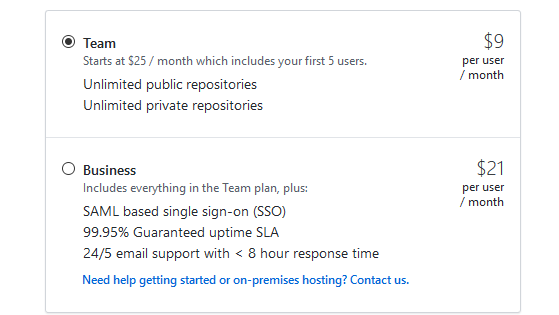 Team
$9
Starts at $25 / month which includes your first 5 users.
per user
/ month
Unlimited public repositories
Unlimited private repositories
Business
$21
Includes everything in the Team plan, plus:
per user
/ month
SAML based single sign-on (SSO)
99.95% Guaranteed uptime SLA
24/5 email support with < 8 hour response time
Need help getting started or on-premises hosting? Contact us.